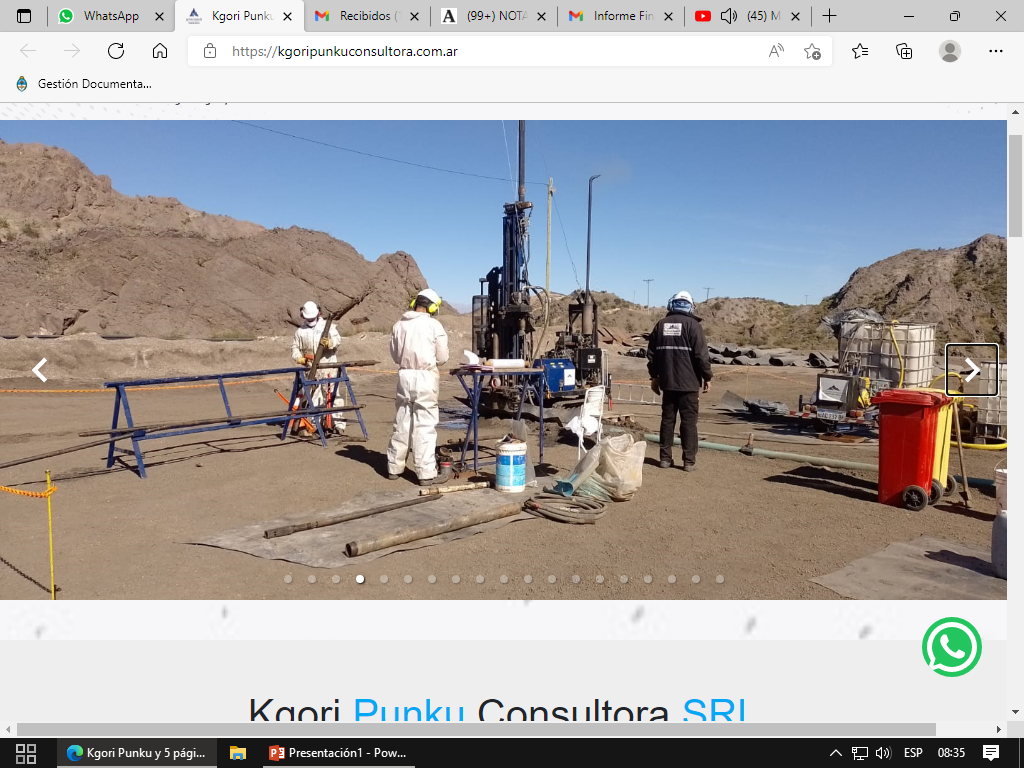 WhatsApp
Kgori Punku
Recibidos (1
(99+) NOTA
Informe Fin
(45) M
https://kgoripunkuconsultora.com.ar
Gestión Documenta...
Kgori Punku Consultora SRL
Kgori Punku y 5 pági...
Presentación1 - Pow...
ESP
08:35